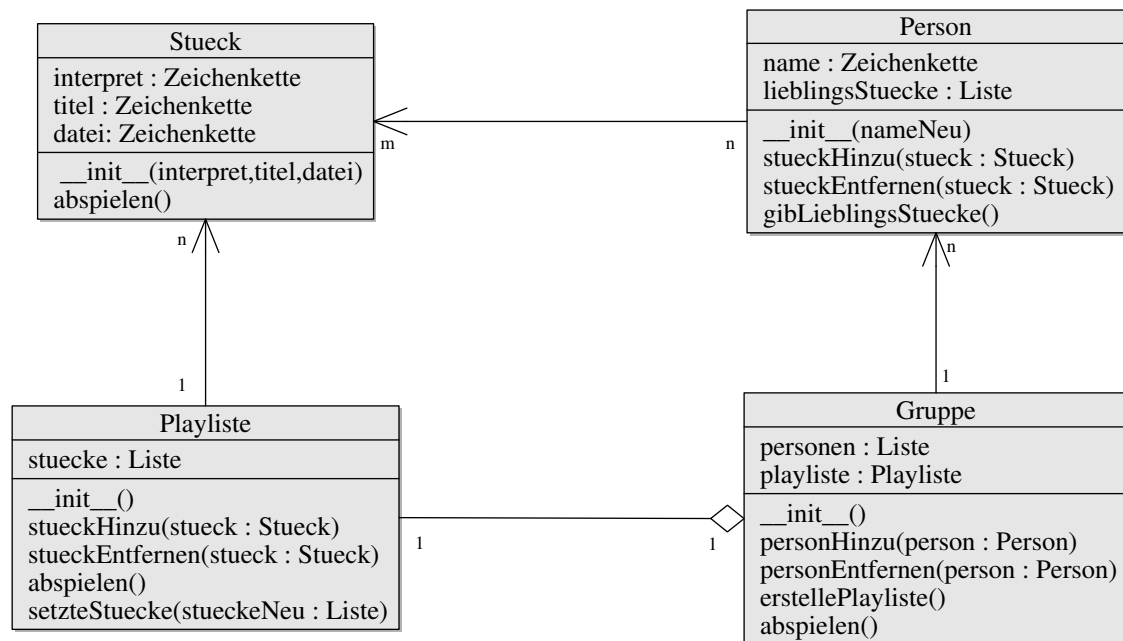 Stueck
interpret : Zeichenkette
titel : Zeichenkette
datei: Zeichenkette
__init__(interpret,titel,datei)
abspielen()
Person
name : Zeichenkette
lieblingsStuecke : Liste
__init__(nameNeu)
stueckHinzu(stueck : Stueck)
stueckEntfernen(stueck : Stueck)
gibLieblingsStuecke()
m
n
n
n
1
1
Playliste
stuecke : Liste
__init__()
stueckHinzu(stueck : Stueck)
stueckEntfernen(stueck : Stueck)
abspielen()
setzteStuecke(stueckeNeu : Liste)
1
1
Gruppe
personen : Liste
playliste : Playliste
__init__()
personHinzu(person : Person)
personEntfernen(person : Person)
erstellePlayliste()
abspielen()